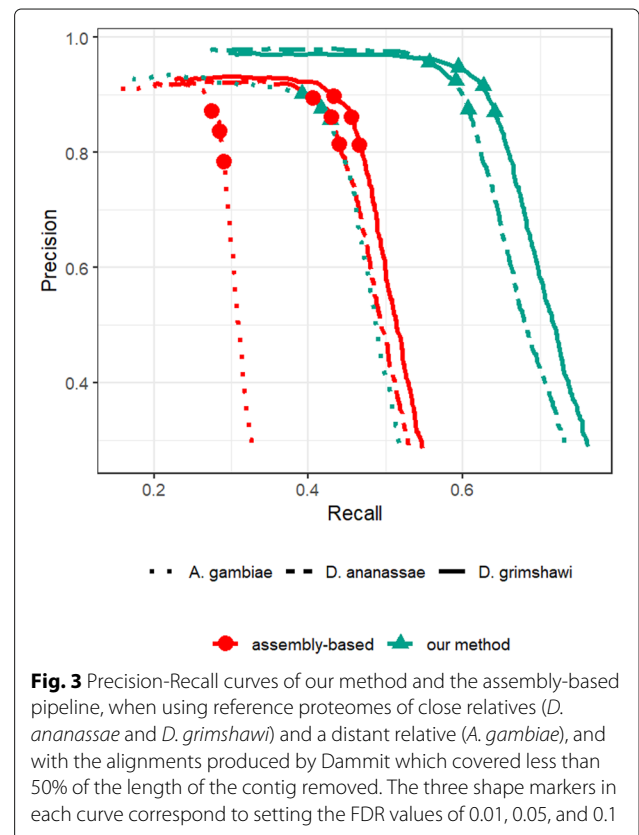 1.0
0.8
0.6
0.4
Precision
0.2 0.4 0.6
Recall
A. gambiae D. ananassae D. grimshawi
assembly-based our method
Fig. 3 Precision-Recall curves of our method and the assembly-based
pipeline, when using reference proteomes of close relatives (D.
ananassae and D. grimshawi) and a distant relative (A. gambiae), and
with the alignments produced by Dammit which covered less than
50% of the length of the contig removed. The three shape markers in
each curve correspond to setting the FDR values of 0.01, 0.05, and 0.1